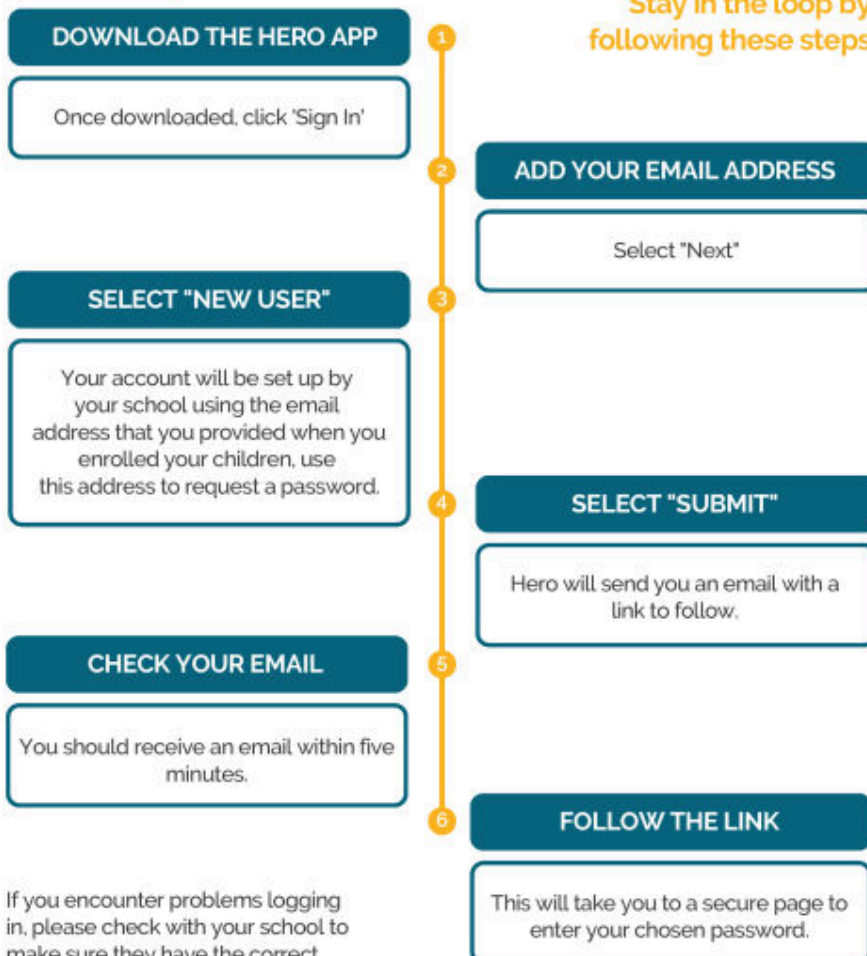 Stay in the loop by
following these steps
DOWNLOAD THE HERO APP
1
Once downloaded, click 'Sign In'
2
ADD YOUR EMAIL ADDRESS
Select "Next"
SELECT "NEW USER"
3
Your account will be set up by
your school using the email
address that you provided when you
enrolled your children, use
this address to request a password.
4
SELECT "SUBMIT"
Hero will send you an email with a
link to follow.
CHECK YOUR EMAIL
5
You should receive an email within five
minutes.
6
FOLLOW THE LINK
This will take you to a secure page to
enter your chosen password.
If you encounter problems logging
in, please check with your school to
make sure they have the correct